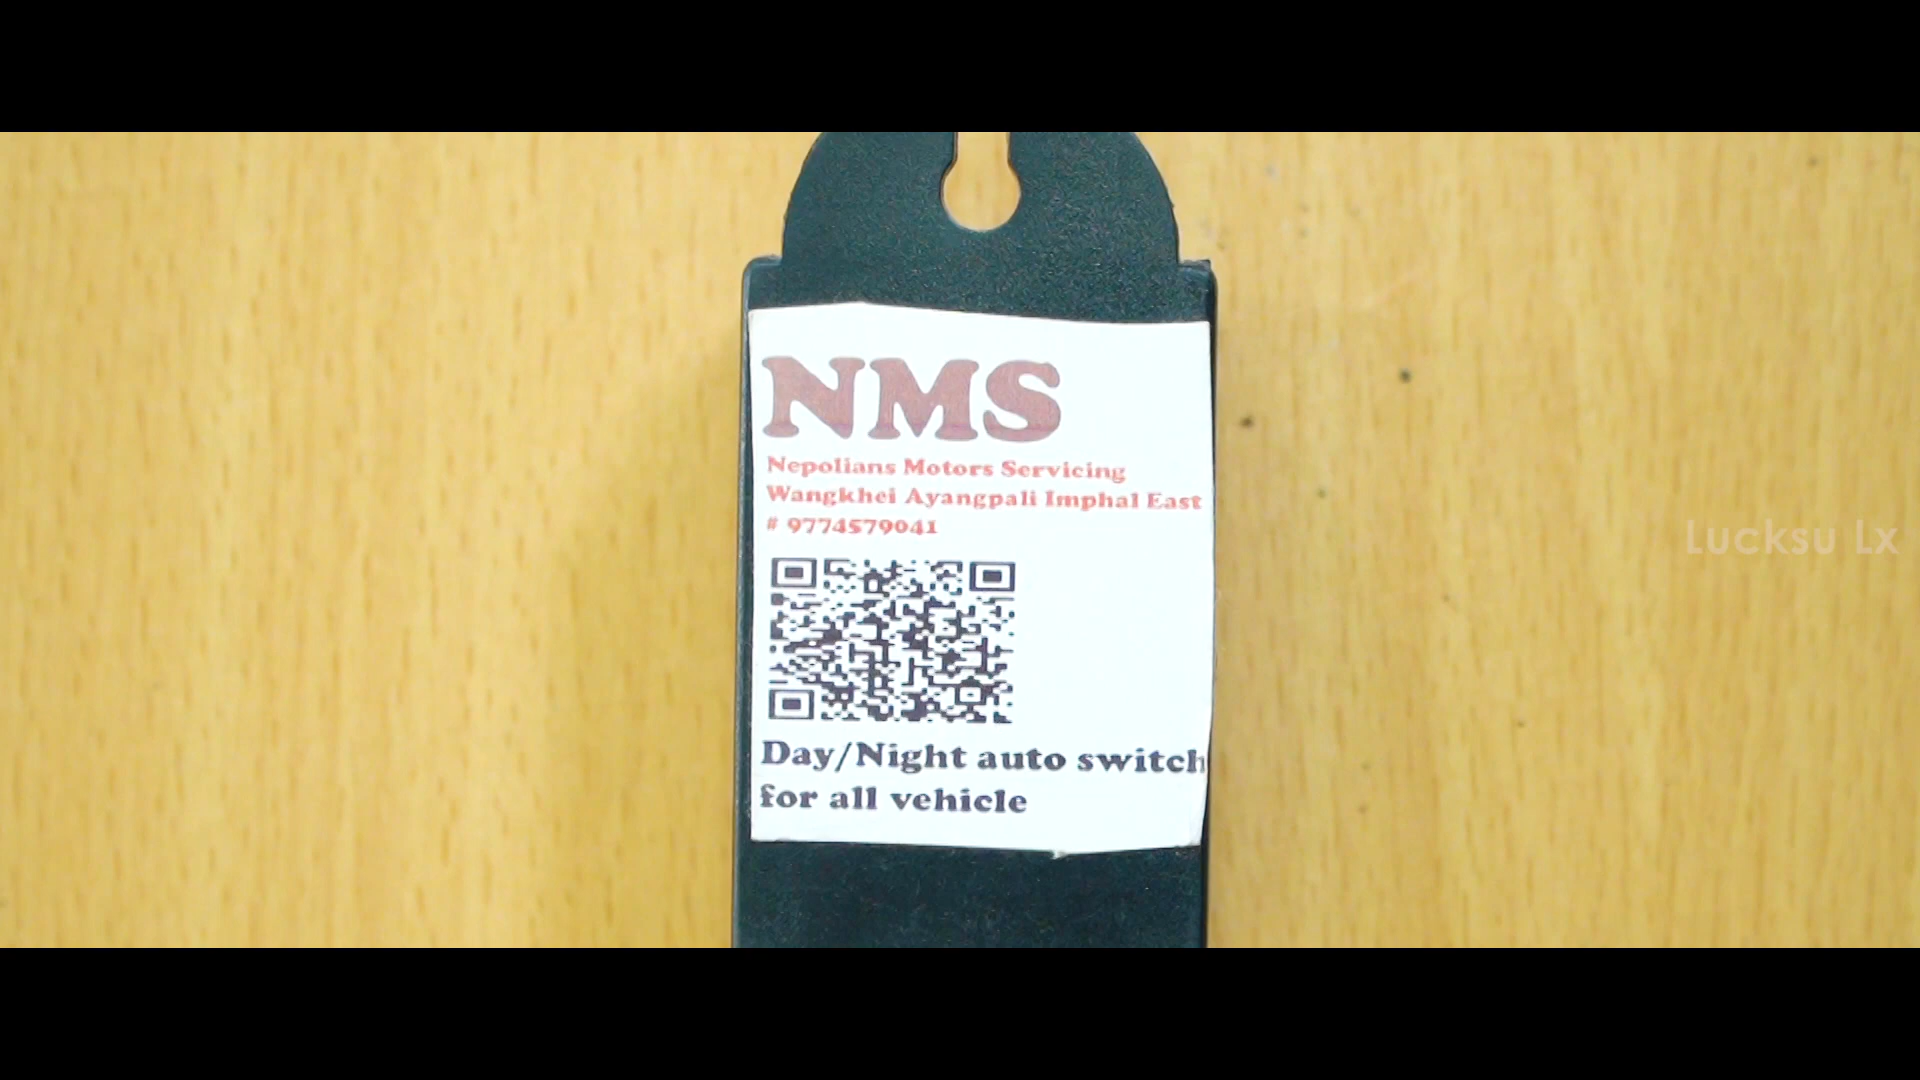 NMS
Nepolians Motors Servicing
Wangkhei Ayangpali Imphal East
# 9774579041
Day/Night auto switch
for all vehicle
Lucksu Lx